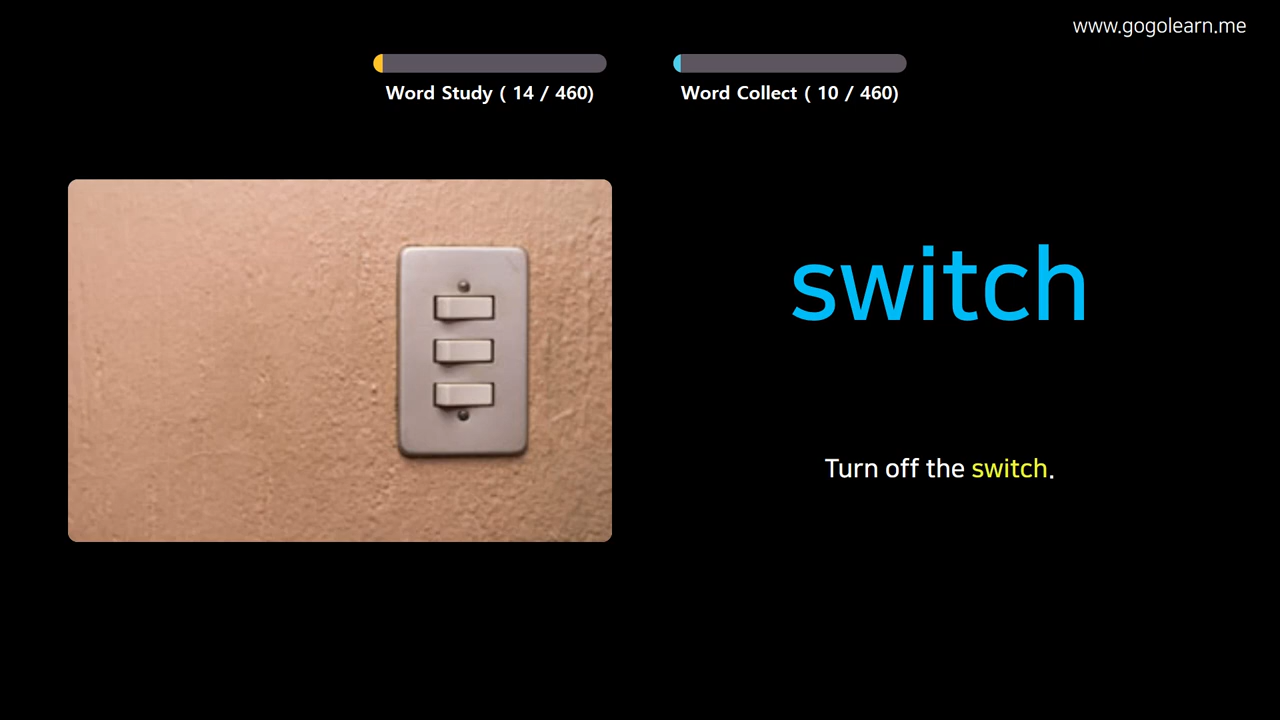 www.gogolearn.me
Word Study ( 14 / 460)
Word Collect ( 10 / 460)
switch
Turn off the switch.